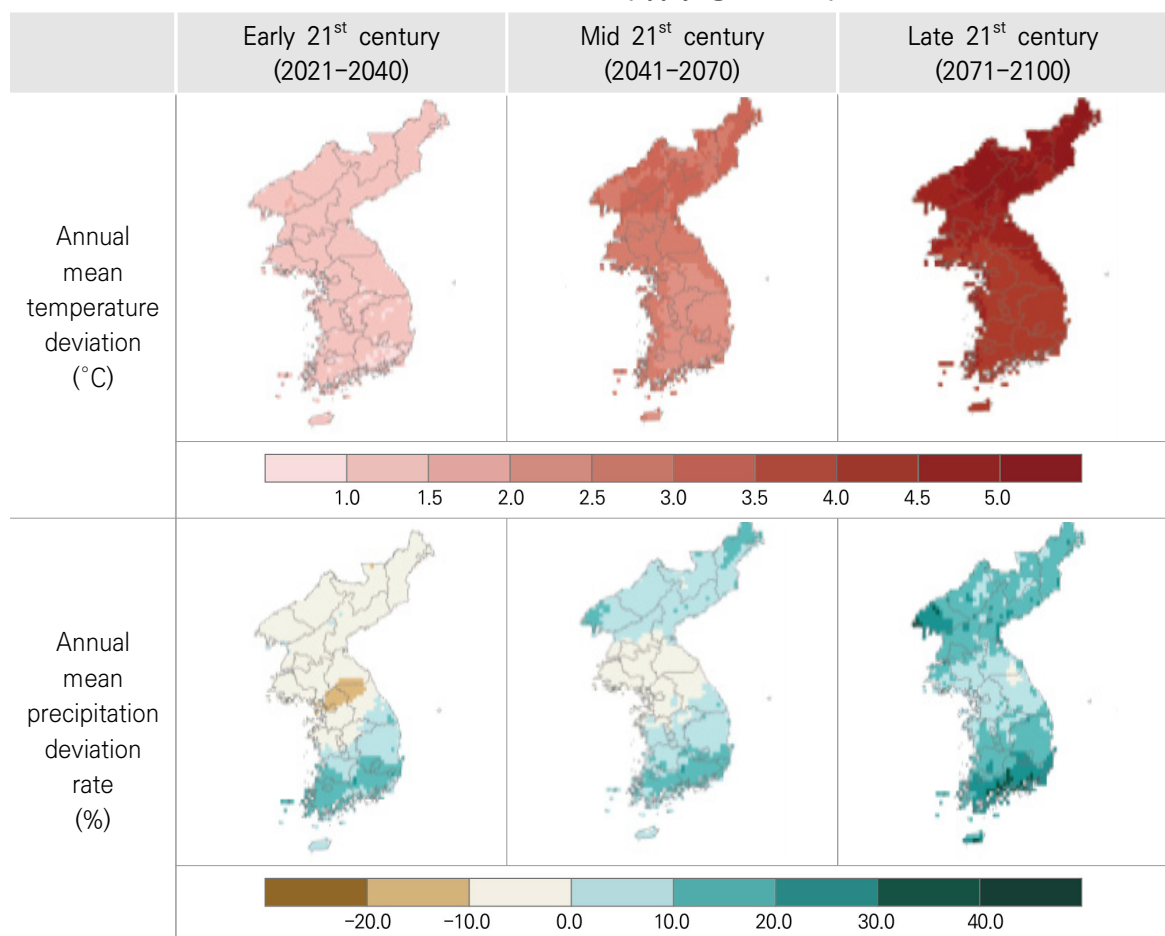 Early 21st century
(2021-2040)
Mid 21st century
(2041-2070)
Late 21st century
(2071-2100)
Annual
mean
temperature
deviation
(˚C)
1.0 1.5 2.0 2.5 3.0 3.5 4.0 4.5 5.0
Annual
mean
precipitation
deviation
rate
(%)
-20.0 -10.0 0.0 10.0 20.0 30.0 40.0